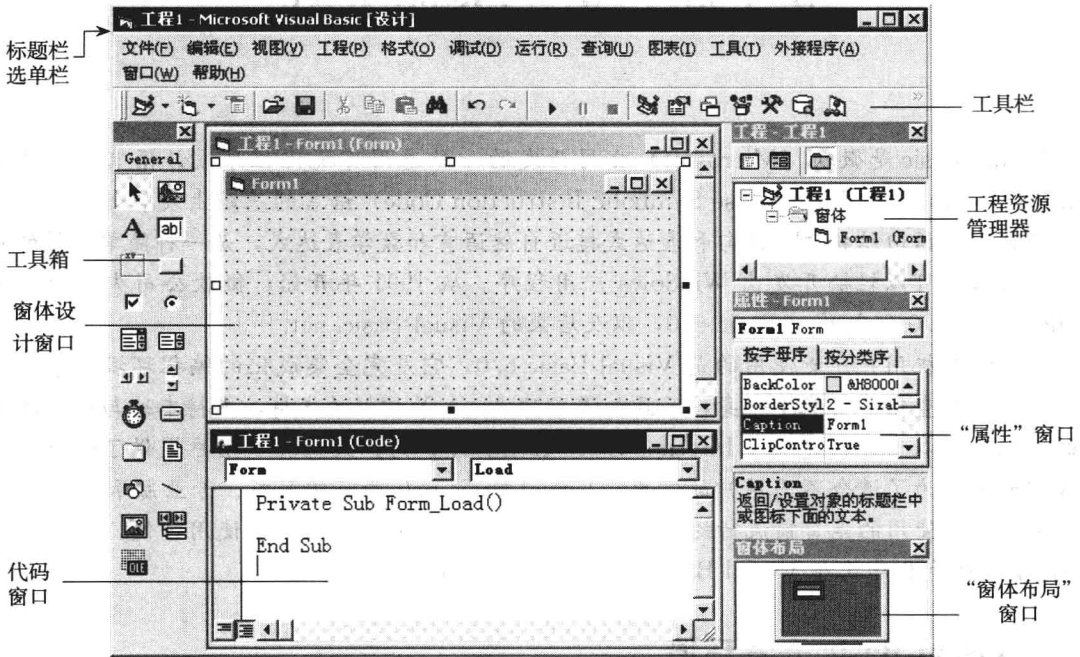 工程1 - Microsoft Visual Basic [设计]
标题栏
选单栏
文件(F) 编辑(E) 视图(V) 工程(P) 格式(O) 调试(D) 运行(R) 查询(U) 图表(I) 工具(T) 外接程序(A)
窗口(W) 帮助(H)
工具栏
General
A
ab|
xv
OLE
工具箱
窗体设
计窗口
代码
窗口
工程1 - Form1 (Form)
Form1
工程1 - Form1 (Code)
Form
Load
Private Sub Form_Load()
End Sub
工程 - 工程1
工程1 (工程1)
窗体
Form1 (Form
工程资源
管理器
属性 - Form1
Form1 Form
按字母序
按分类序
BackColor &H8000
BorderStyl 2 - Sizab
Caption Form1
ClipContro True
“属性”窗口
Caption
返回/设置对象的标题栏中
或图标下面的文本。
窗体布局
“窗体布局”
窗口